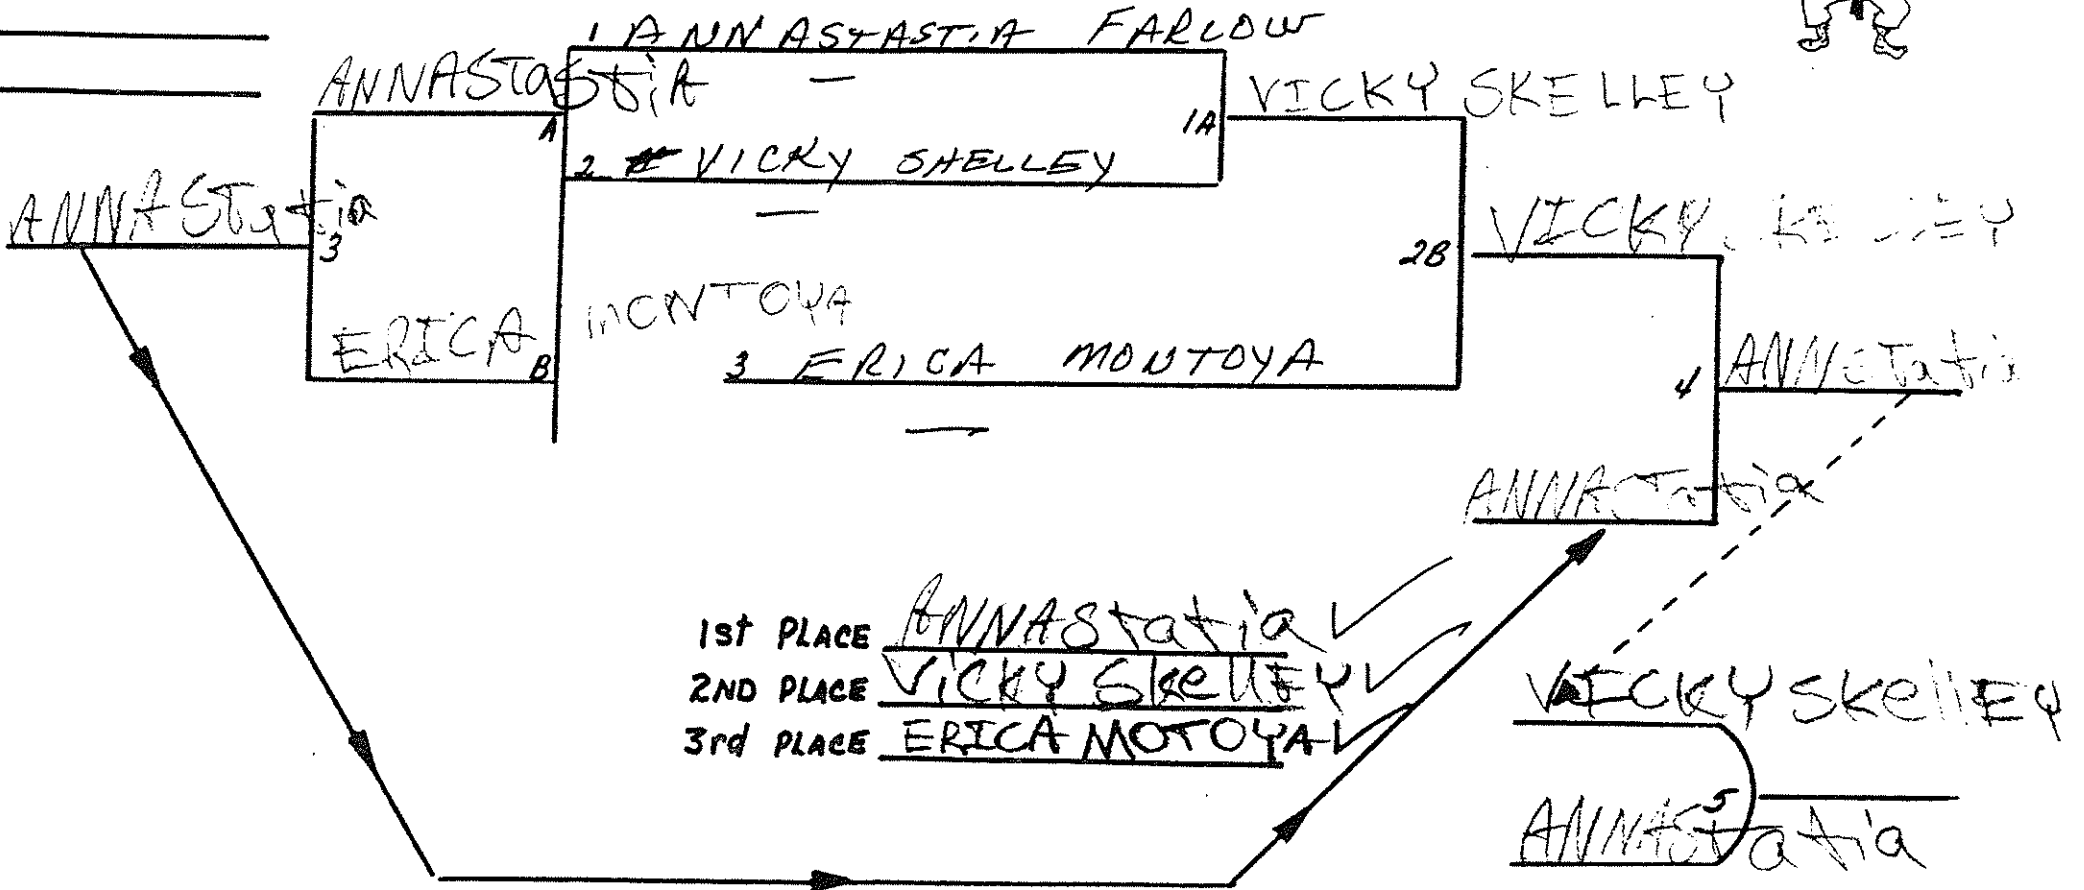 1 ANNASTASTIA FARLOW
ANNASTaStiA
A
1A
VICKY SKELLEY
2 VICKY SHELLEY
ANNAStatia
3
2B
VICKY
ERICA MONTOYA
B
3 ERICA MONTOYA
4
ANNStatia
ANNAStatia
1st PLACE ANNAStatia
2ND PLACE VicKY SkellEY
3rd PLACE ERICA MOTOYA
VICKY SkellEY
5
ANNAStatia